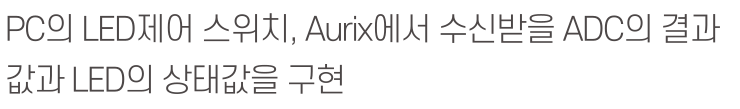 PC의 LED제어 스위치, Aurix에서 수신받을 ADC의 결과
값과 LED의 상태값을 구현